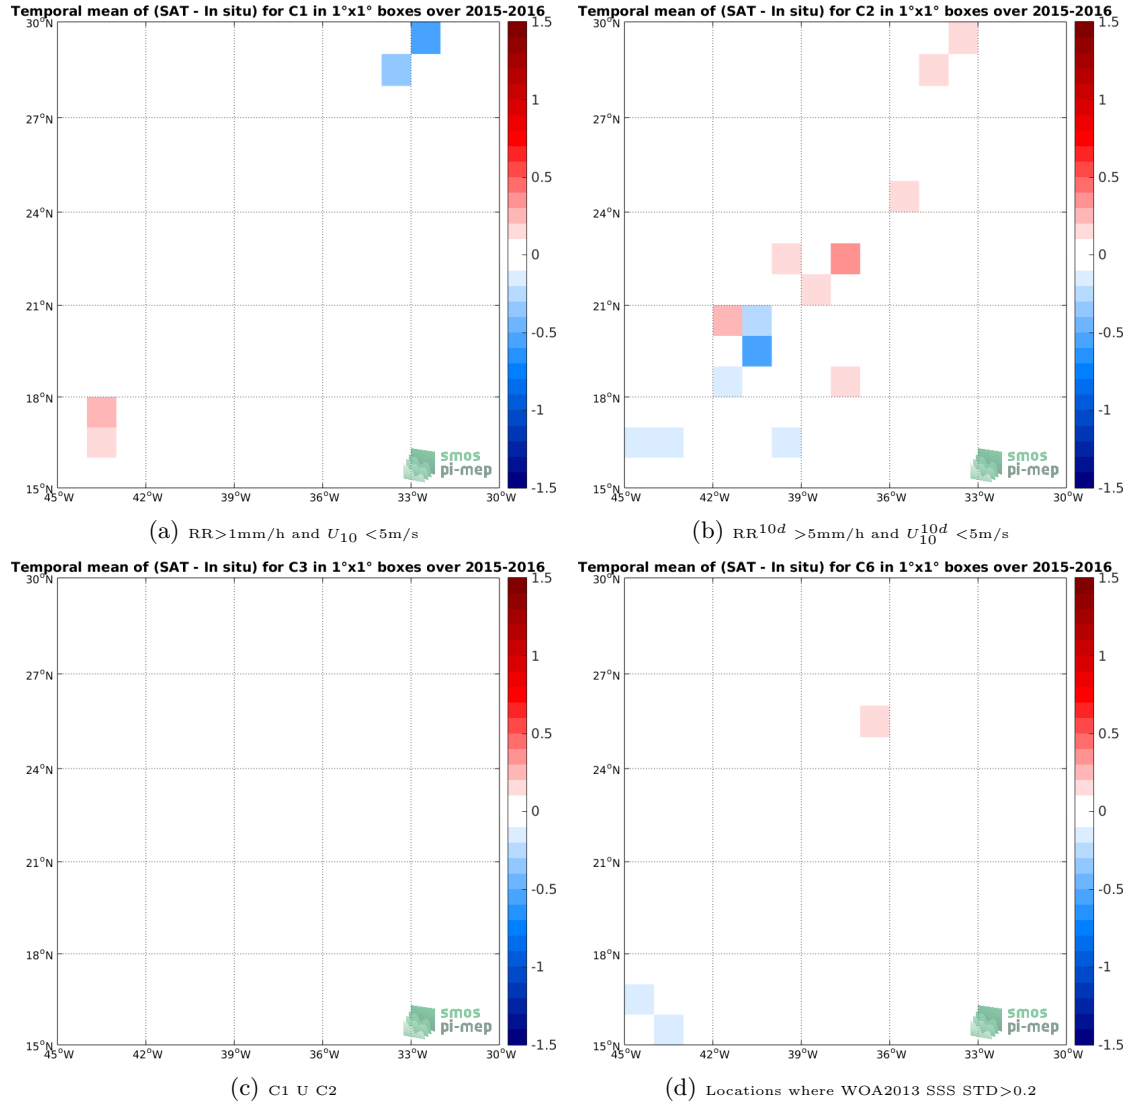 Temporal mean of (SAT - In situ) for C1 in 1°x1° boxes over 2015-2016
30°N
27°N
24°N
21°N
18°N
15°N
45°W 42°W 39°W 36°W 33°W 30°W
1.5
1
0.5
0
-0.5
-1
-1.5
smos
pi-mep
(a) RR>1mm/h and U10 <5m/s
Temporal mean of (SAT - In situ) for C2 in 1°x1° boxes over 2015-2016
30°N
27°N
24°N
21°N
18°N
15°N
45°W 42°W 39°W 36°W 33°W 30°W
1.5
1
0.5
0
-0.5
-1
-1.5
smos
pi-mep
(b) RR^10d >5mm/h and U10^10d <5m/s
Temporal mean of (SAT - In situ) for C3 in 1°x1° boxes over 2015-2016
30°N
27°N
24°N
21°N
18°N
15°N
45°W 42°W 39°W 36°W 33°W 30°W
1.5
1
0.5
0
-0.5
-1
-1.5
smos
pi-mep
(c) C1 U C2
Temporal mean of (SAT - In situ) for C6 in 1°x1° boxes over 2015-2016
30°N
27°N
24°N
21°N
18°N
15°N
45°W 42°W 39°W 36°W 33°W 30°W
1.5
1
0.5
0
-0.5
-1
-1.5
smos
pi-mep
(d) Locations where WOA2013 SSS STD>0.2